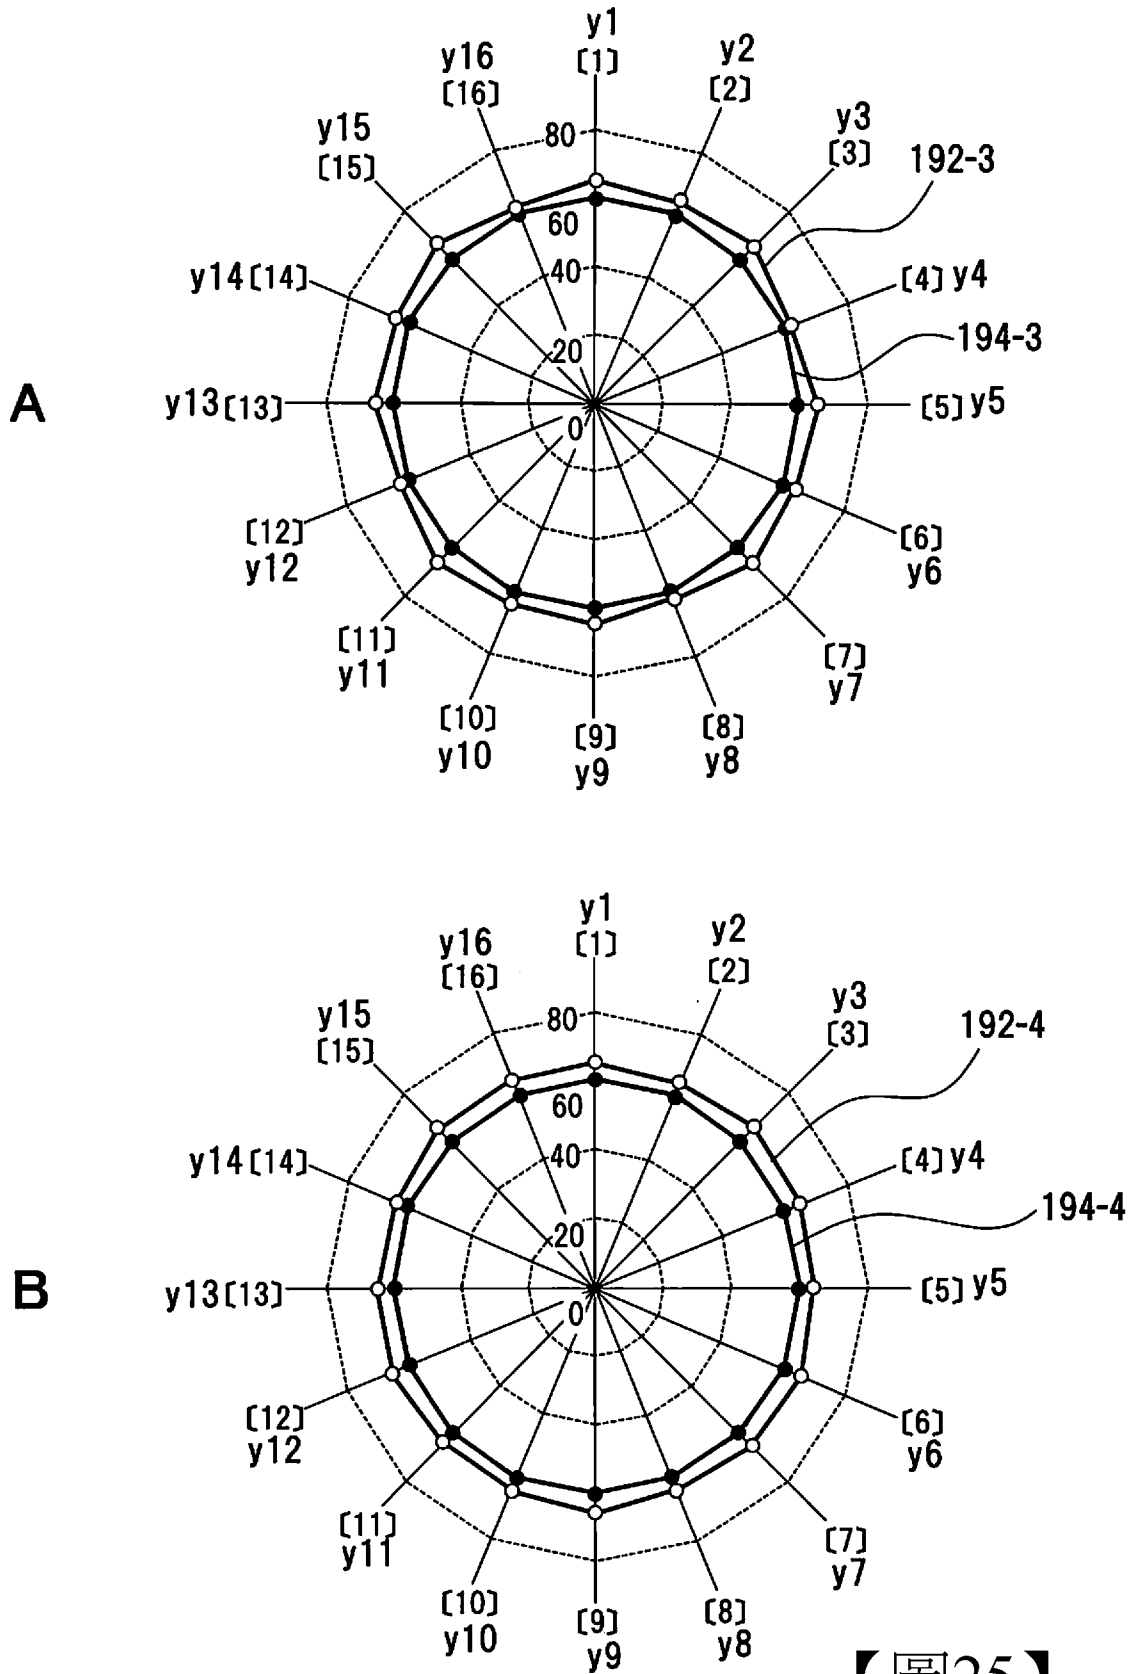 A
y1
[1]
y2
[2]
y3
[3]
192-3
[4] y4
194-3
[5] y5
[6]
y6
[7]
y7
[8]
y8
[9]
y9
[10]
y10
[11]
y11
[12]
y12
y13 [13]
y14 [14]
y15
[15]
y16
[16]
80
60
40
20
0
B
y1
[1]
y2
[2]
y3
[3]
192-4
[4] y4
194-4
[5] y5
[6]
y6
[7]
y7
[8]
y8
[9]
y9
[10]
y10
[11]
y11
[12]
y12
y13 [13]
y14 [14]
y15
[15]
y16
[16]
80
60
40
20
0
【圖25】